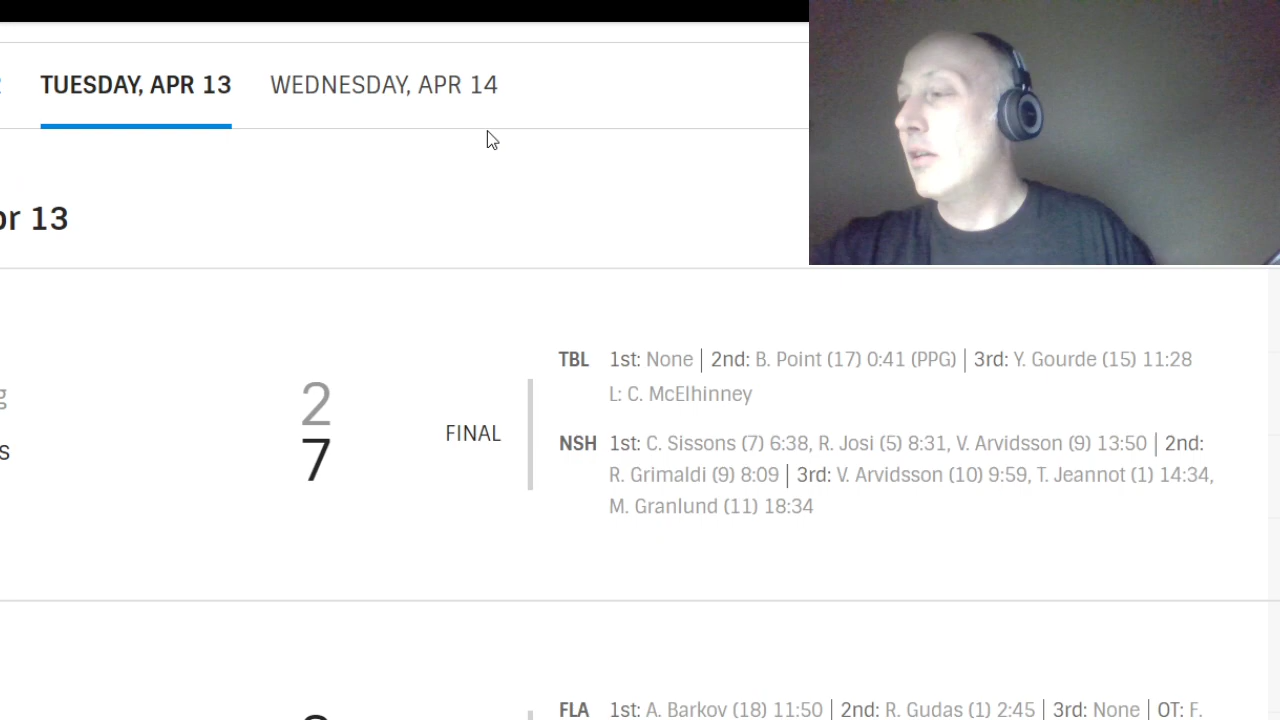 TUESDAY, APR 13 WEDNESDAY, APR 14
pr 13
2
7
FINAL
TBL 1st: None | 2nd: B. Point (17) 0:41 (PPG) | 3rd: Y. Gourde (15) 11:28
L: C. McElhinney
NSH 1st: C. Sissons (7) 6:38, R. Josi (5) 8:31, V. Arvidsson (9) 13:50 | 2nd:
R. Grimaldi (9) 8:09 | 3rd: V. Arvidsson (10) 9:59, T. Jeannot (1) 14:34,
M. Granlund (11) 18:34
FLA 1st: A. Barkov (18) 11:50 | 2nd: R. Gudas (1) 2:45 | 3rd: None | OT: F.